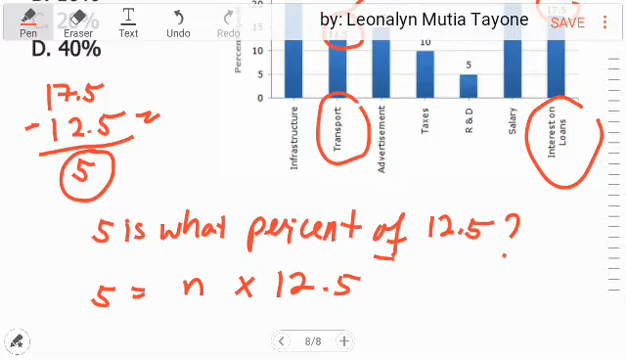 by: Leonalyn Mutia Tayone
Pen
Eraser
Text
Undo
Redo
SAVE
D. 40%
17.5
- 12.5
5
20
17.5
15
10
5
0
10
5
Infrastructure
Transport
Advertisement
Taxes
R & D
Salary
Interest on
Loans
5 is what percent of 12.5?
5 = n x 12.5
8/8